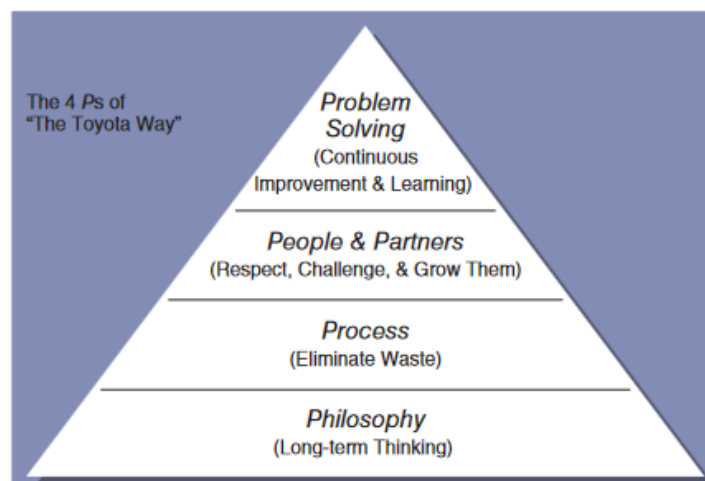 The 4 Ps of
“The Toyota Way”
Problem
Solving
(Continuous
Improvement & Learning)
People & Partners
(Respect, Challenge, & Grow Them)
Process
(Eliminate Waste)
Philosophy
(Long-term Thinking)